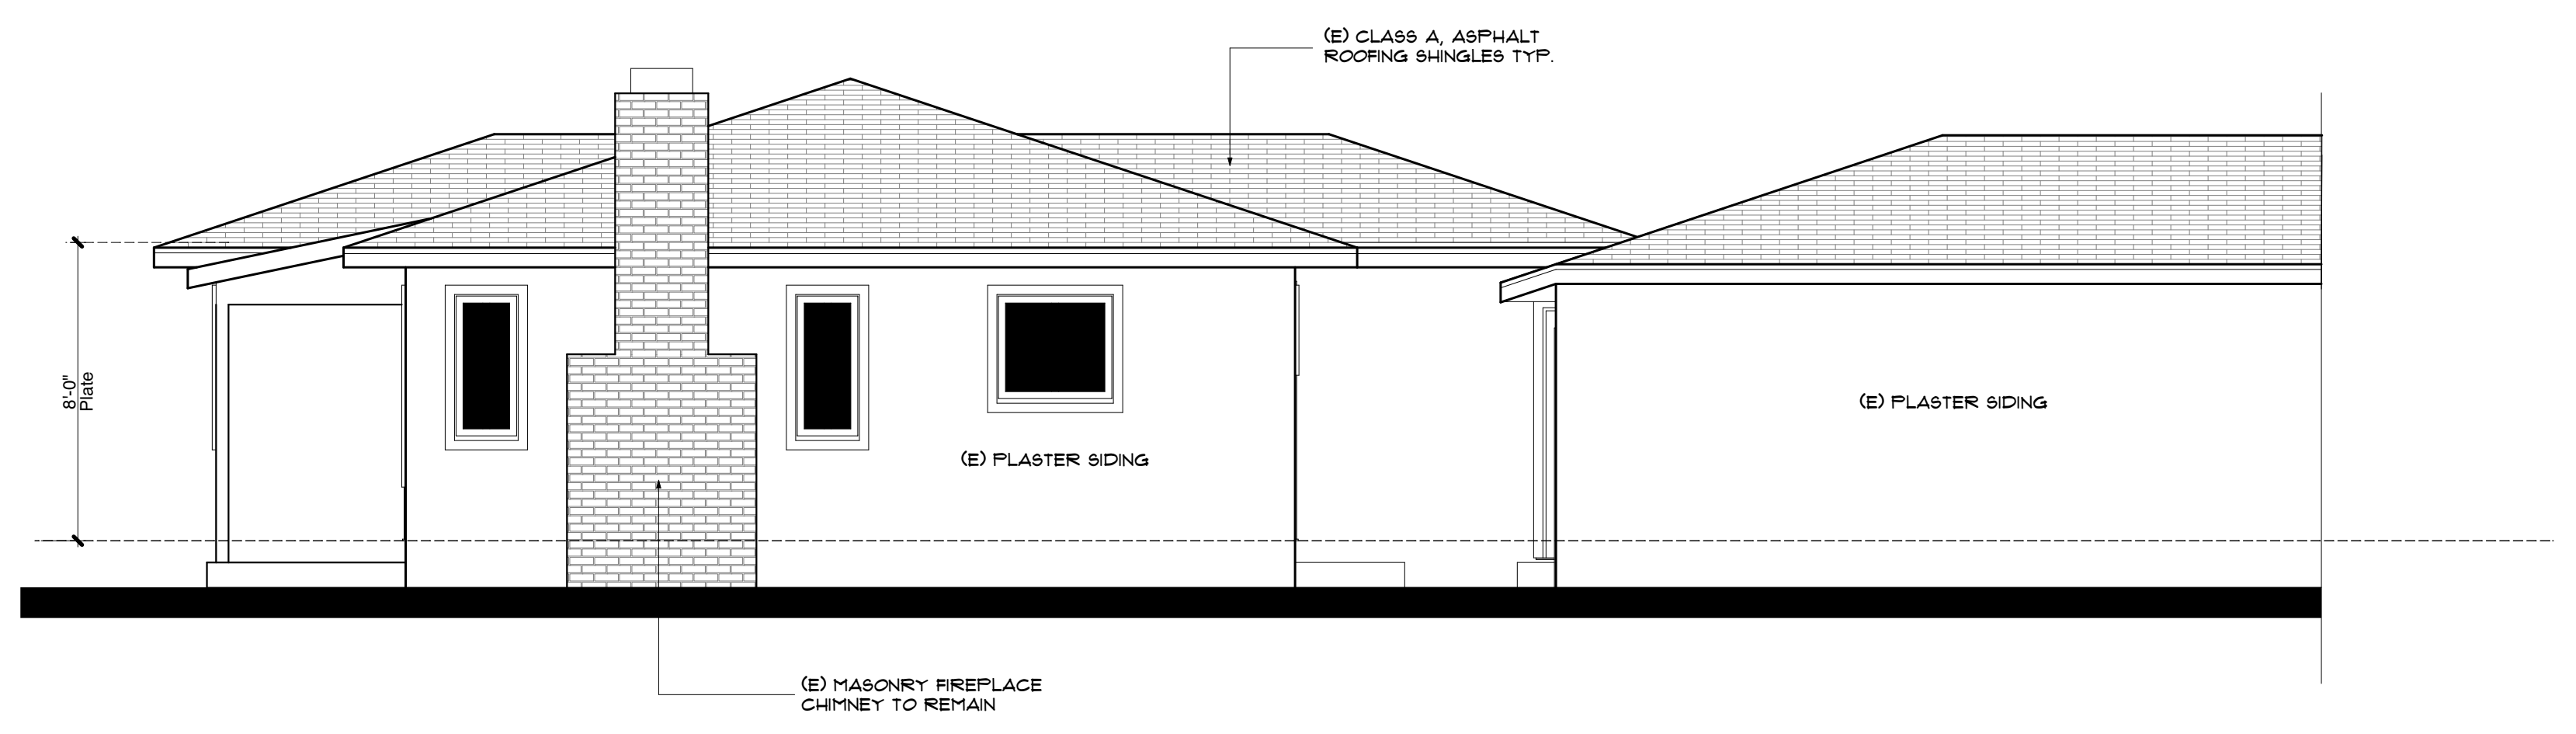 (E) CLASS A, ASPHALT
ROOFING SHINGLES TYP.
8'-0"
Plate
(E) PLASTER SIDING
(E) PLASTER SIDING
(E) MASONRY FIREPLACE
CHIMNEY TO REMAIN